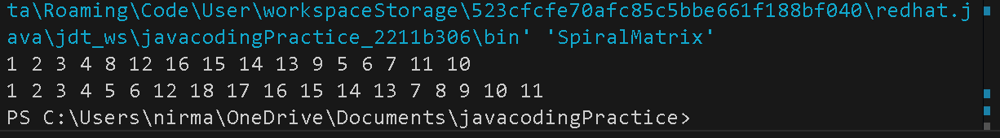 ta\Roaming\Code\User\workspaceStorage\523cfcfe70afc85c5bbe661f188bf040\redhat.j
ava\jdt_ws\javacodingPractice_2211b306\bin' 'SpiralMatrix'
1 2 3 4 8 12 16 15 14 13 9 5 6 7 11 10
1 2 3 4 5 6 12 18 17 16 15 14 13 7 8 9 10 11
PS C:\Users\nirma\OneDrive\Documents\javacodingPractice>